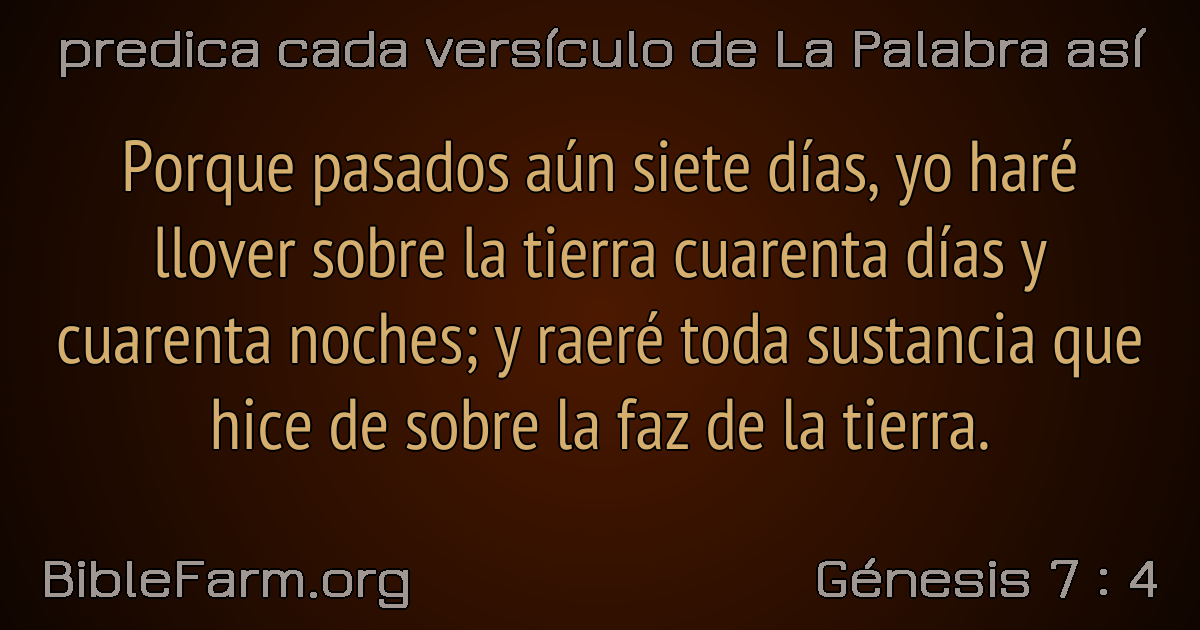 predica cada versículo de La Palabra así
Porque pasados aún siete días, yo haré
llover sobre la tierra cuarenta días y
cuarenta noches; y raeré toda sustancia que
hice de sobre la faz de la tierra.
BibleFarm.org
Génesis 7 : 4